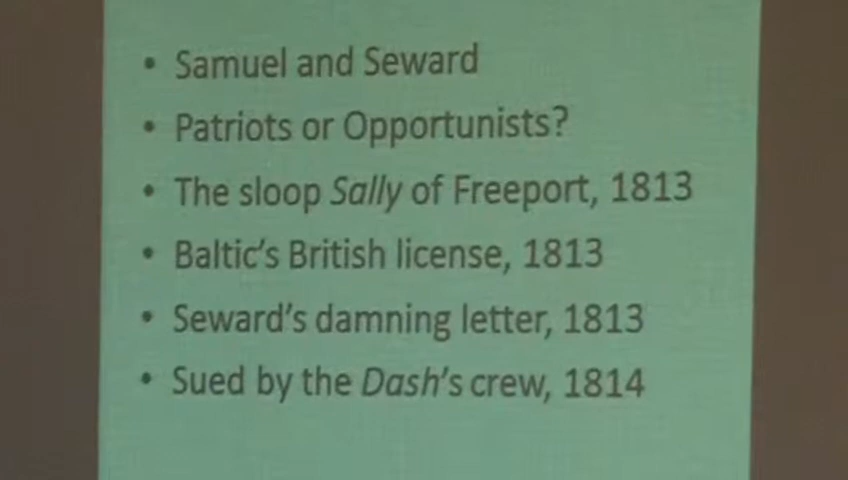 • Samuel and Seward
• Patriots or Opportunists?
• The sloop Sally of Freeport, 1813
• Baltic's British license, 1813
• Seward's damning letter, 1813
• Sued by the Dash's crew, 1814